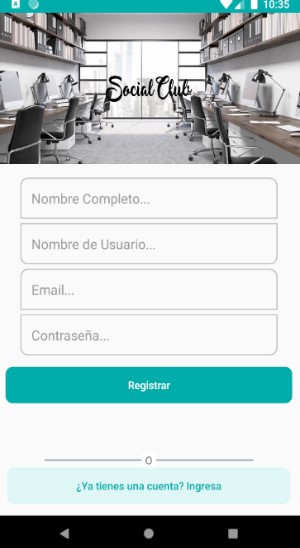 10:35
Social Club
Nombre Completo...
Nombre de Usuario...
Email...
Contraseña...
Registrar
O
¿Ya tienes una cuenta? Ingresa